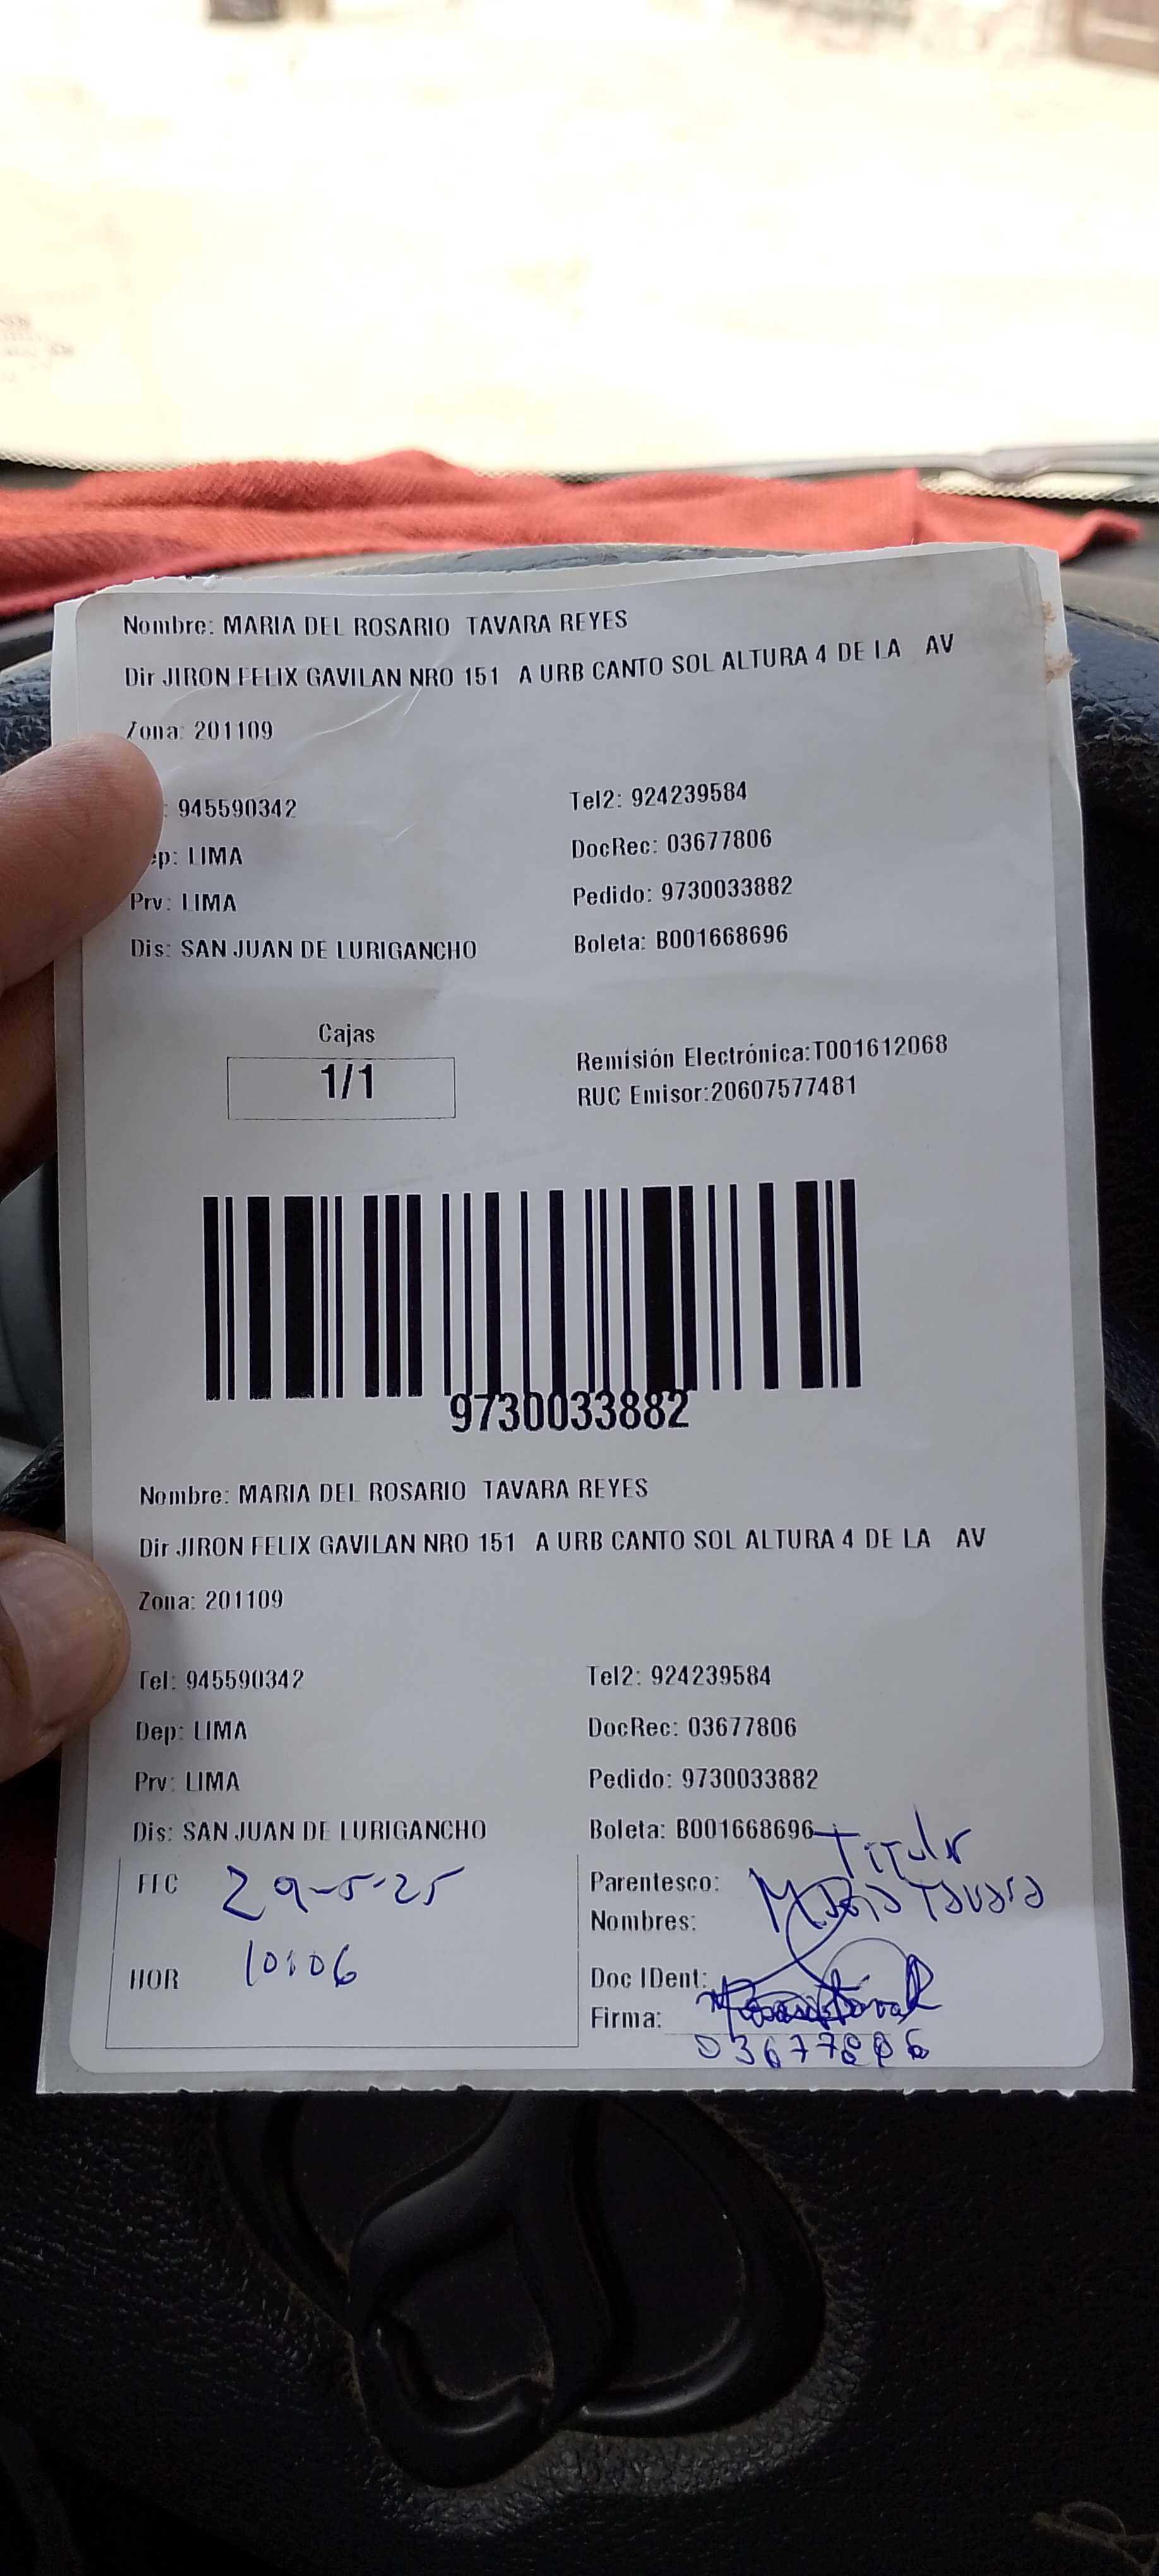 Nombre: MARIA DEL ROSARIO TAVARA REYES
Dir JIRON FELIX GAVILAN NRO 151 A URB CANTO SOL ALTURA 4 DE LA AV
Zona: 201109
: 945590342
Tel2: 924239584
ep: LIMA
DocRec: 03677806
Prv: LIMA
Pedido: 9730033882
Dis: SAN JUAN DE LURIGANCHO
Boleta: B001668696
Cajas
1/1
Remisión Electrónica:T001612068
RUC Emisor:20607577481
9730033882
Nombre: MARIA DEL ROSARIO TAVARA REYES
Dir JIRON FELIX GAVILAN NRO 151 A URB CANTO SOL ALTURA 4 DE LA AV
Zona: 201109
Tel: 945590342
Tel2: 924239584
Dep: LIMA
DocRec: 03677806
Prv: LIMA
Pedido: 9730033882
Dis: SAN JUAN DE LURIGANCHO
Boleta: B001668696
FEC 29-5-25
HOR 10:06
Parentesco: Titular
Nombres: Maria Tavara
Doc IDent:
Firma:
03677806